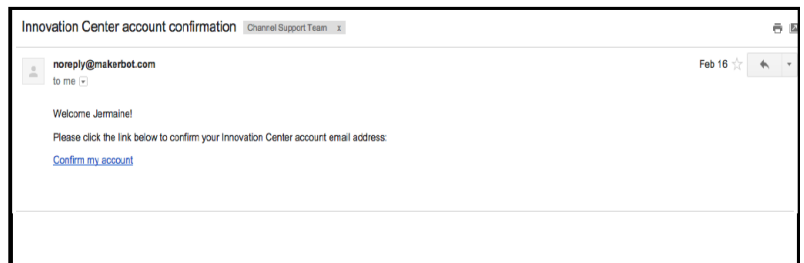 Innovation Center account confirmation Channel Support Team x
noreply@makerbot.com Feb 16
to me
Welcome Jermaine!
Please click the link below to confirm your Innovation Center account email address:
Confirm my account